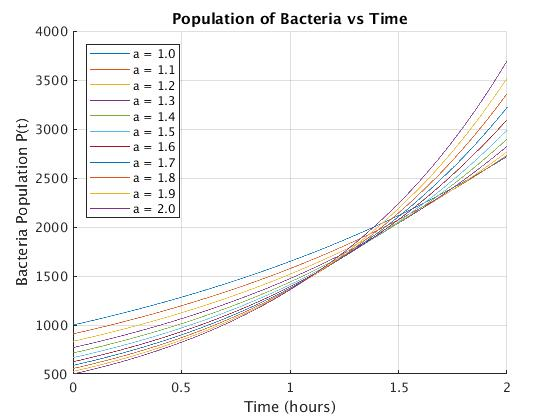 Population of Bacteria vs Time
4000
3500
3000
2500
2000
1500
1000
500
Bacteria Population P(t)
a = 1.0
a = 1.1
a = 1.2
a = 1.3
a = 1.4
a = 1.5
a = 1.6
a = 1.7
a = 1.8
a = 1.9
a = 2.0
0
0.5
1
1.5
2
Time (hours)